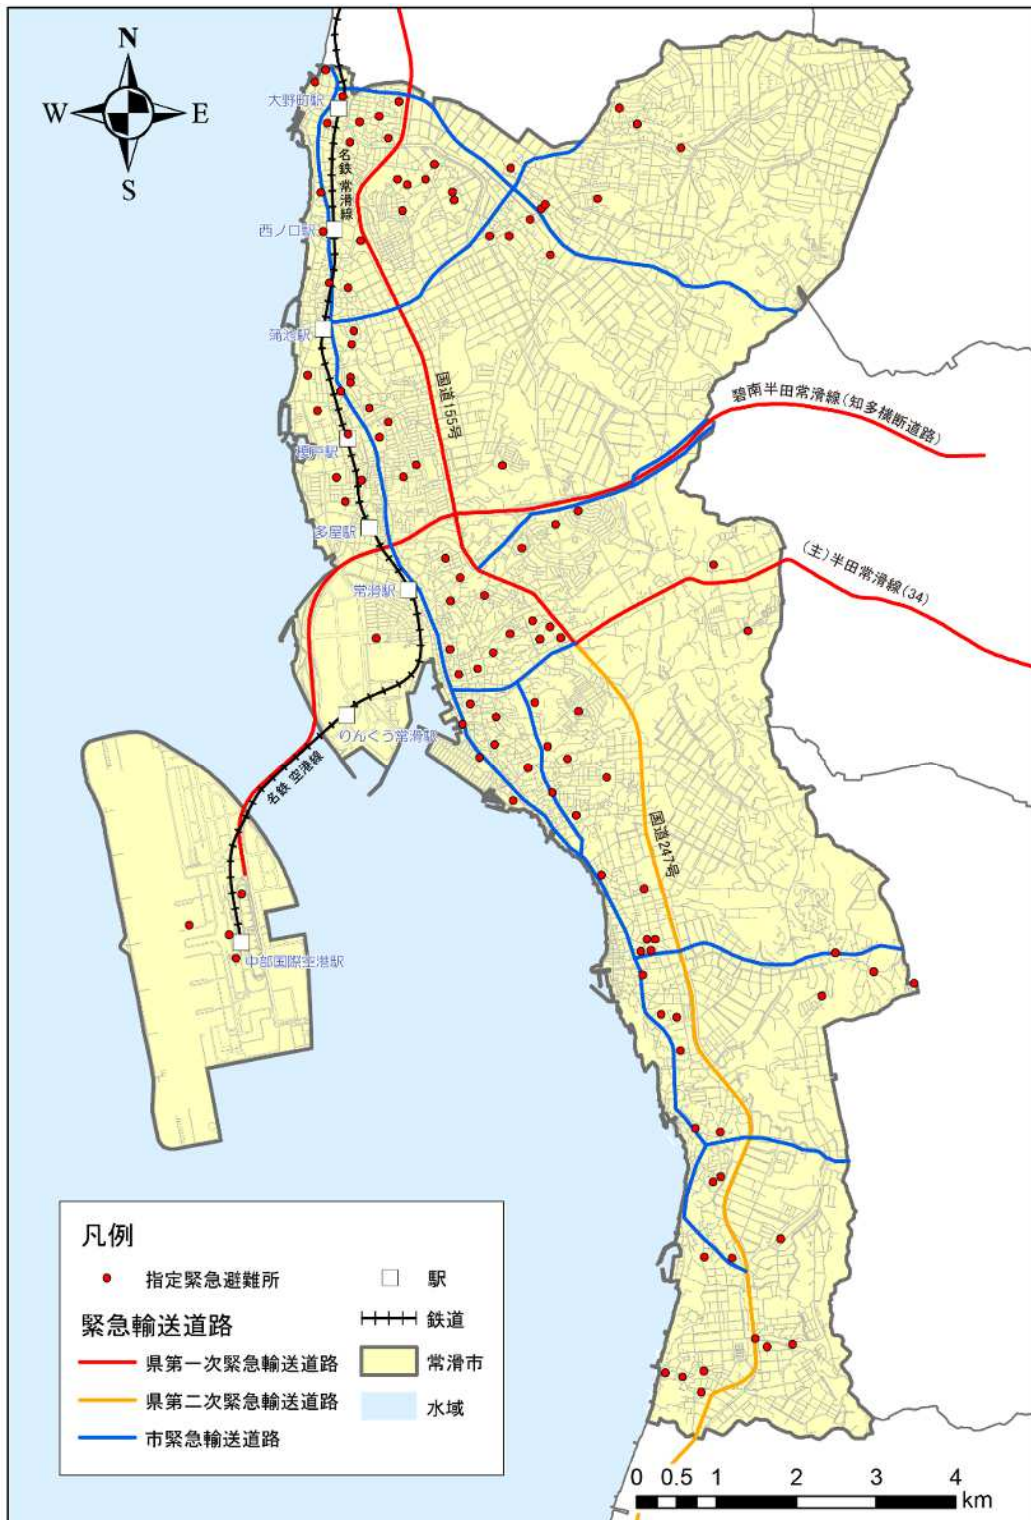 N
W
E
S
大野町駅
名鉄 常滑線
西ノ口駅
蒲池駅
国道155号
碧南半田常滑線(知多横断道路)
榎戸駅
多屋駅
常滑駅
(主)半田常滑線(34)
りんくう常滑駅
名鉄 空港線
国道247号
中部国際空港駅
凡例
指定緊急避難所
駅
緊急輸送道路
鉄道
県第一次緊急輸送道路
常滑市
県第二次緊急輸送道路
水域
市緊急輸送道路
0 0.5 1 2 3 4
km